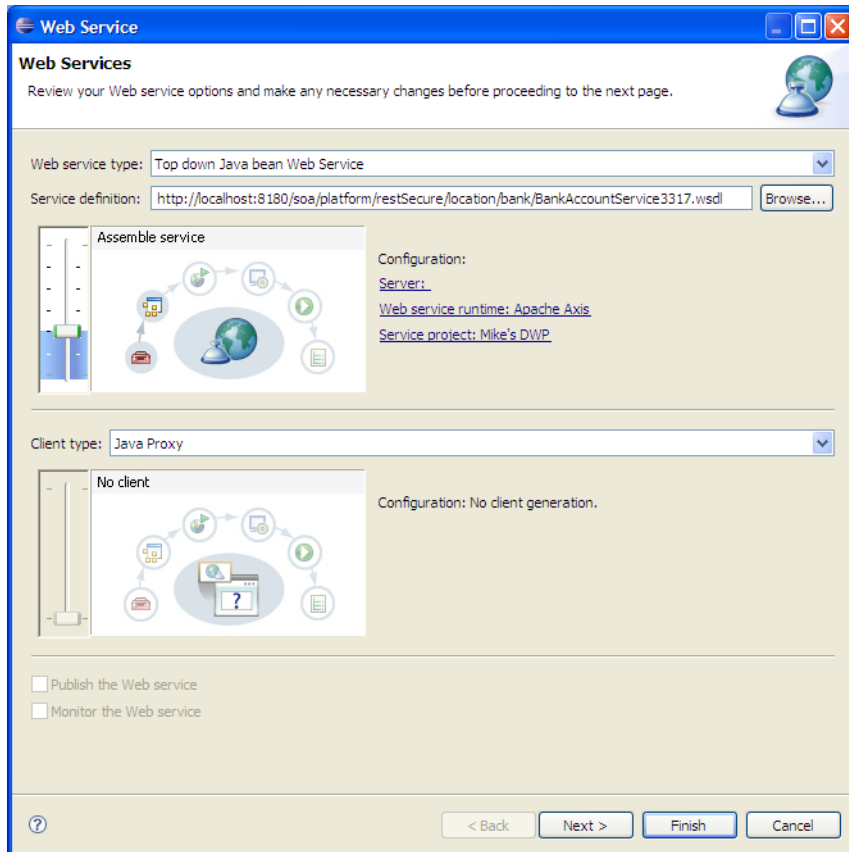 Web Service
Web Services
Review your Web service options and make any necessary changes before proceeding to the next page.
Web service type: Top down Java bean Web Service
Service definition: http://localhost:8180/soa/platform/restSecure/location/bank/BankAccountService3317.wsdl Browse...
Assemble service
Configuration:
Server:
Web service runtime: Apache Axis
Service project: Mike's DWP
Client type: Java Proxy
No client
Configuration: No client generation.
?
Publish the Web service
Monitor the Web service
? < Back Next > Finish Cancel